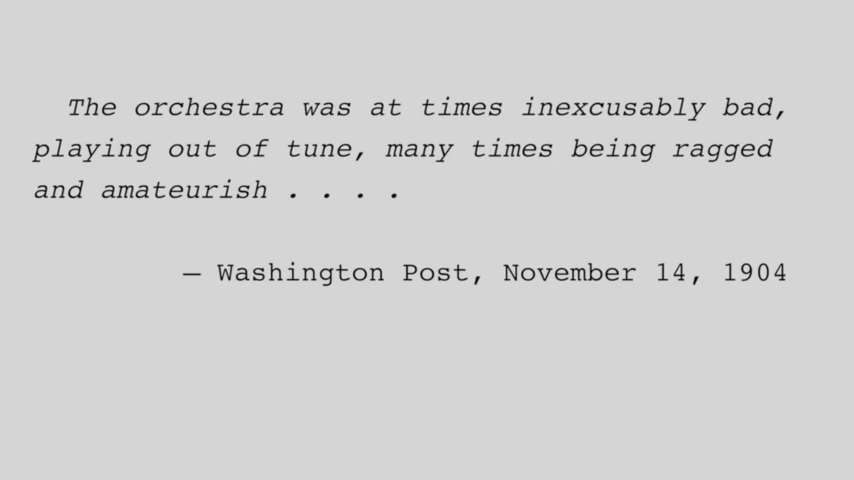 The orchestra was at times inexcusably bad,
playing out of tune, many times being ragged
and amateurish . . . .
— Washington Post, November 14, 1904